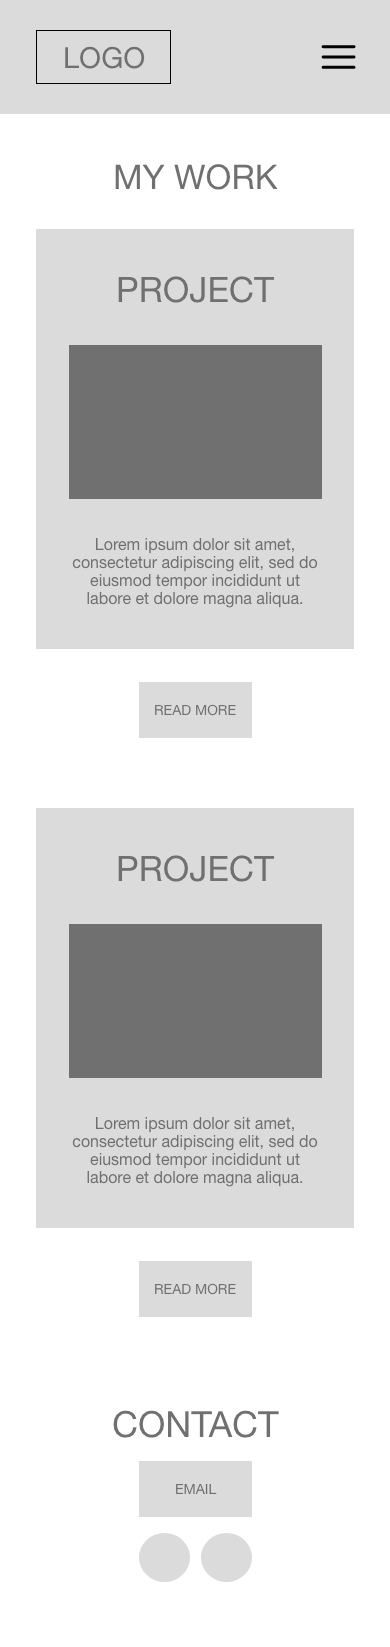 LOGO
MY WORK
PROJECT
Lorem ipsum dolor sit amet,
consectetur adipiscing elit, sed do
eiusmod tempor incididunt ut
labore et dolore magna aliqua.
READ MORE
PROJECT
Lorem ipsum dolor sit amet,
consectetur adipiscing elit, sed do
eiusmod tempor incididunt ut
labore et dolore magna aliqua.
READ MORE
CONTACT
EMAIL